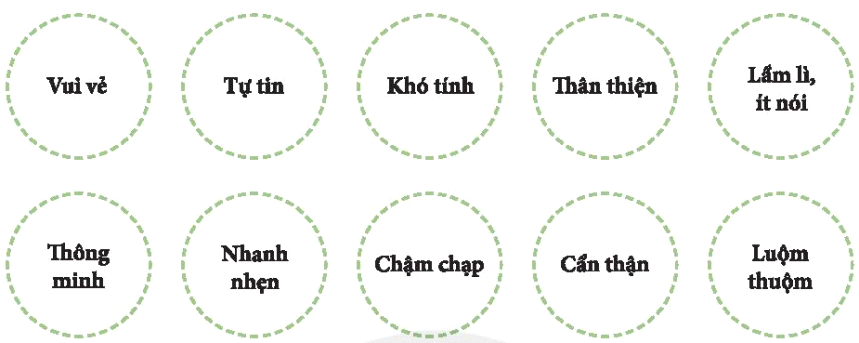 Vui vẻ
Tự tin
Khó tính
Thân thiện
Lầm lì,
ít nói
Thông
minh
Nhanh
nhẹn
Chậm chạp
Cẩn thận
Luộm
thuộm